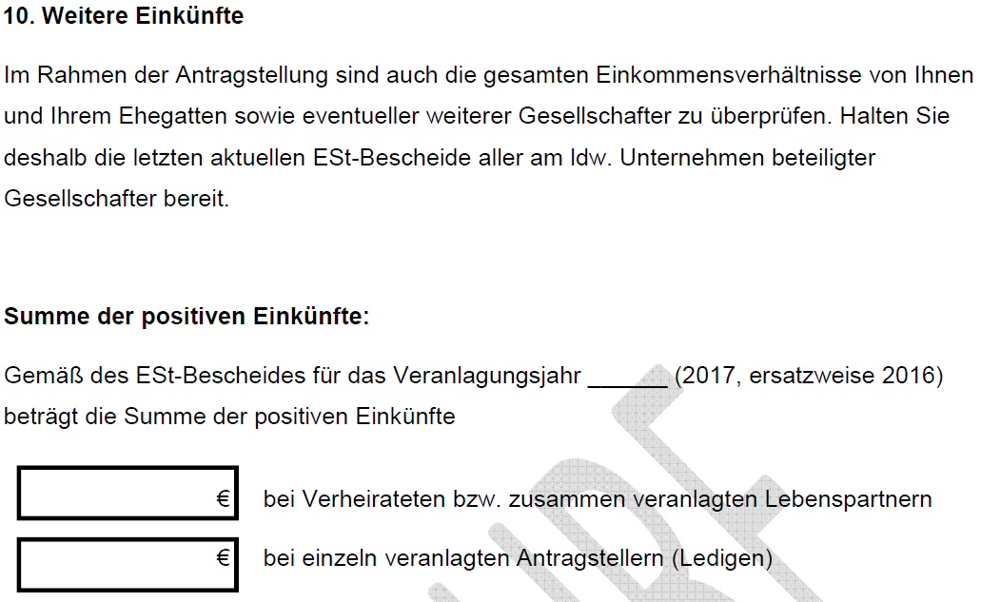 10. Weitere Einkünfte
Im Rahmen der Antragstellung sind auch die gesamten Einkommensverhältnisse von Ihnen
und Ihrem Ehegatten sowie eventueller weiterer Gesellschafter zu überprüfen. Halten Sie
deshalb die letzten aktuellen ESt-Bescheide aller am ldw. Unternehmen beteiligter
Gesellschafter bereit.
Summe der positiven Einkünfte:
Gemäß des ESt-Bescheides für das Veranlagungsjahr ______ (2017, ersatzweise 2016)
beträgt die Summe der positiven Einkünfte
€ bei Verheirateten bzw. zusammen veranlagten Lebenspartnern
€ bei einzeln veranlagten Antragstellern (Ledigen)